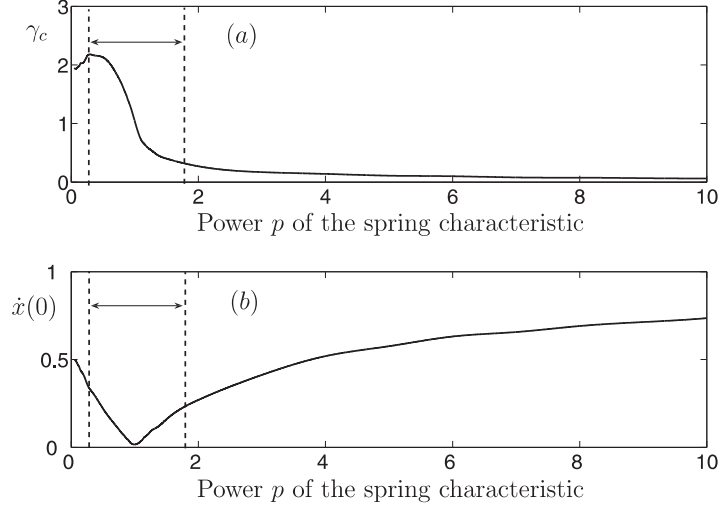 3
γc
(a)
2
1
0
0 2 4 6 8 10
Power p of the spring characteristic
1
ẋ(0)
(b)
0.5
0
0 2 4 6 8 10
Power p of the spring characteristic